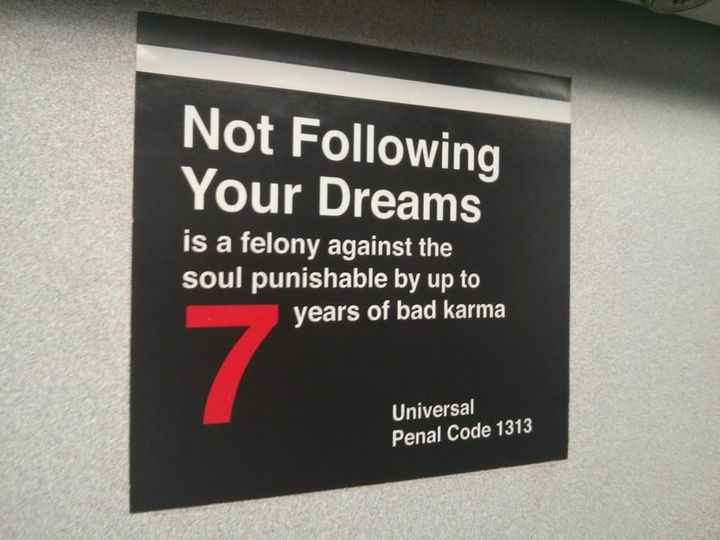 Not Following
Your Dreams
is a felony against the
soul punishable by up to
7 years of bad karma
Universal
Penal Code 1313